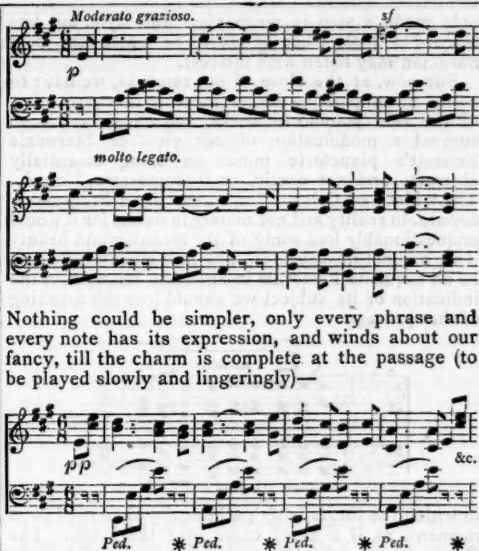 Moderato grazioso.
sf
p
molto legato.
Nothing could be simpler, only every phrase and
every note has its expression, and winds about our
fancy, till the charm is complete at the passage (to
be played slowly and lingeringly)—
pp
&c.
Ped. * Ped. * Ped. * Ped. *